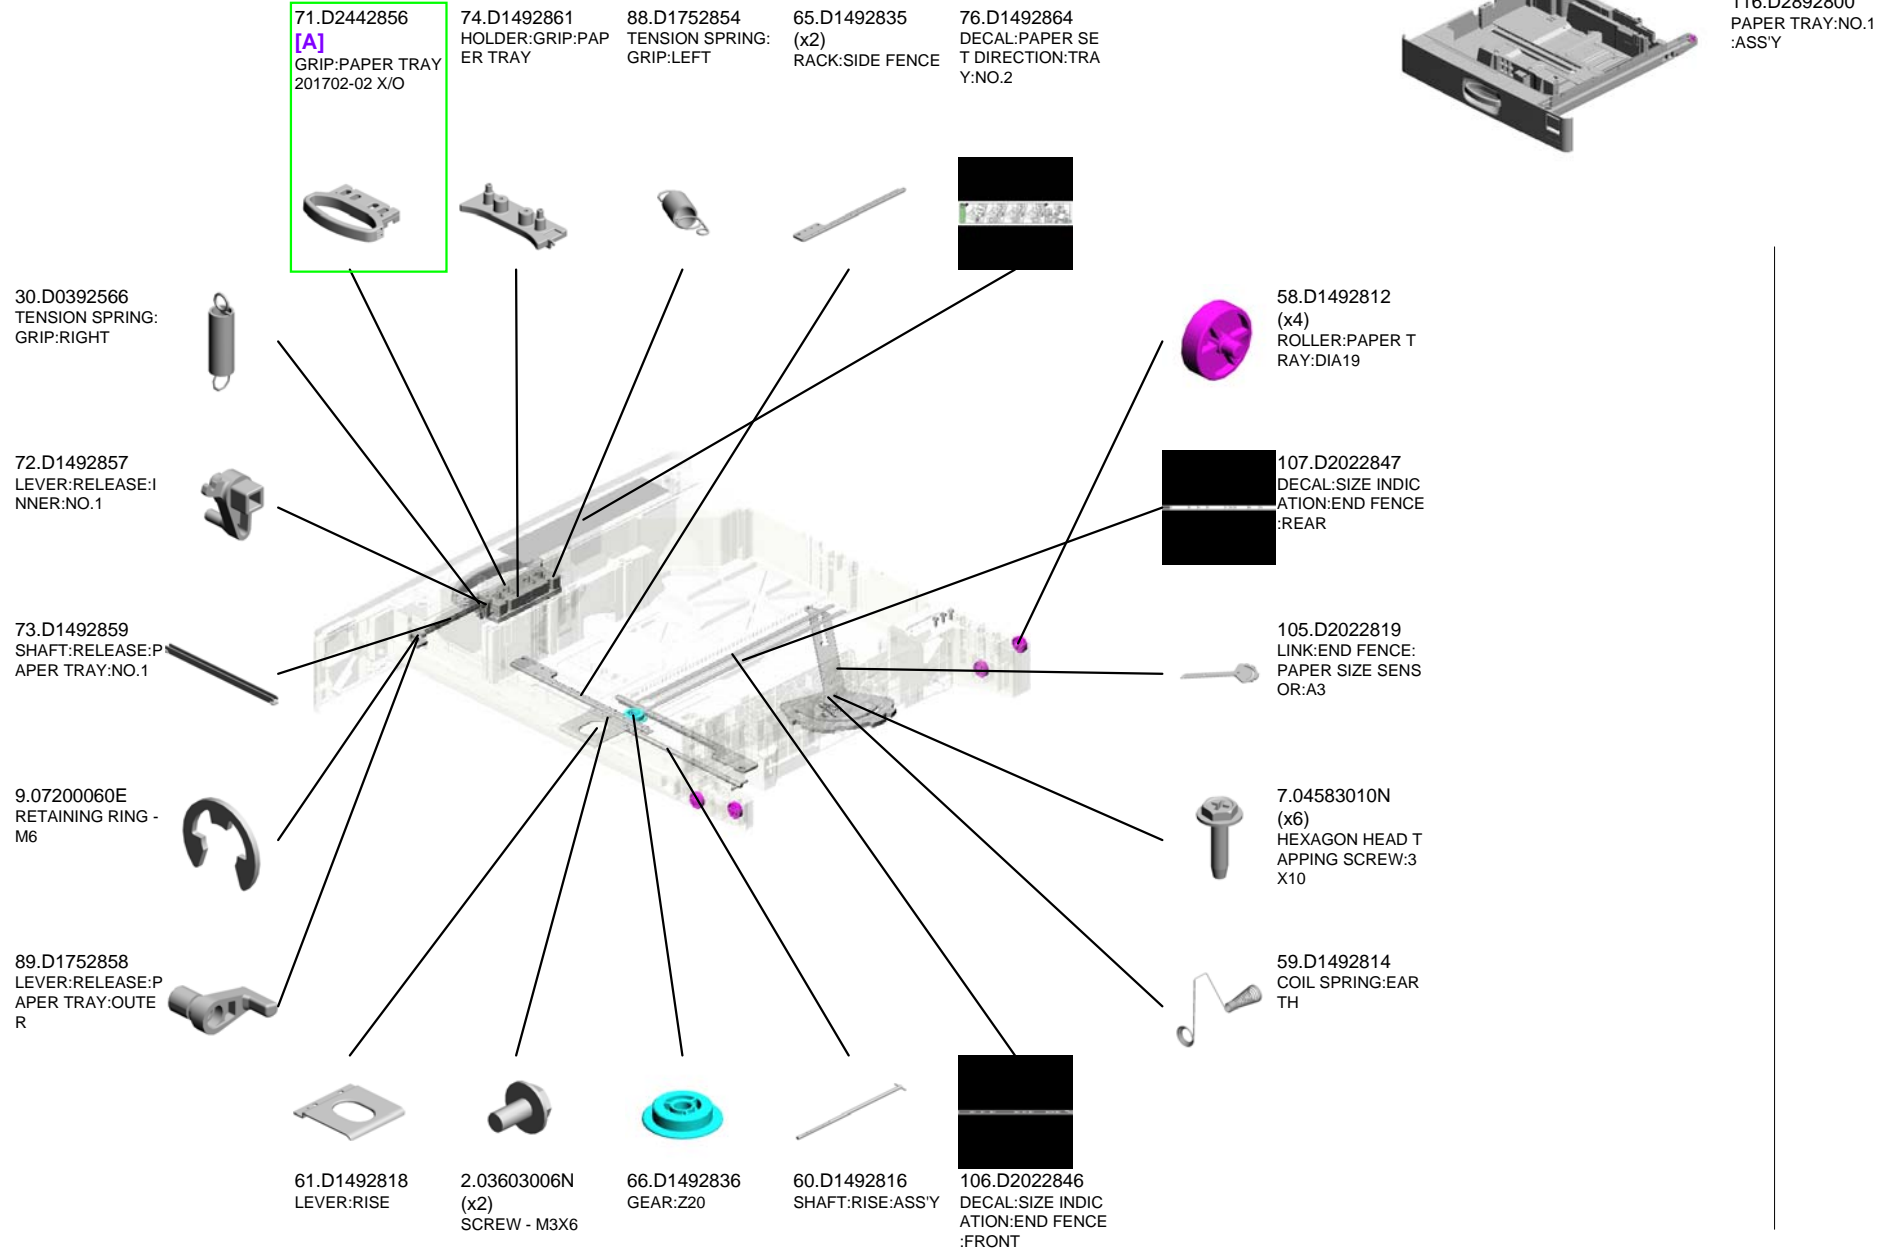 71.D2442856
[A]
GRIP:PAPER TRAY
201702-02 X/O
74.D1492861
HOLDER:GRIP:PAP
ER TRAY
88.D1752854
TENSION SPRING:
GRIP:LEFT
65.D1492835
(x2)
RACK:SIDE FENCE
76.D1492864
DECAL:PAPER SE
T DIRECTION:TRA
Y:NO.2
116.D2892800
PAPER TRAY:NO.1
:ASS'Y
30.D0392566
TENSION SPRING:
GRIP:RIGHT
58.D1492812
(x4)
ROLLER:PAPER T
RAY:DIA19
72.D1492857
LEVER:RELEASE:I
NNER:NO.1
107.D2022847
DECAL:SIZE INDIC
ATION:END FENCE
:REAR
73.D1492859
SHAFT:RELEASE:P
APER TRAY:NO.1
105.D2022819
LINK:END FENCE:
PAPER SIZE SENS
OR:A3
9.07200060E
RETAINING RING -
M6
7.04583010N
(x6)
HEXAGON HEAD T
APPING SCREW:3
X10
89.D1752858
LEVER:RELEASE:P
APER TRAY:OUTE
R
59.D1492814
COIL SPRING:EAR
TH
61.D1492818
LEVER:RISE
2.03603006N
(x2)
SCREW - M3X6
66.D1492836
GEAR:Z20
60.D1492816
SHAFT:RISE:ASS'Y
106.D2022846
DECAL:SIZE INDIC
ATION:END FENCE
:FRONT